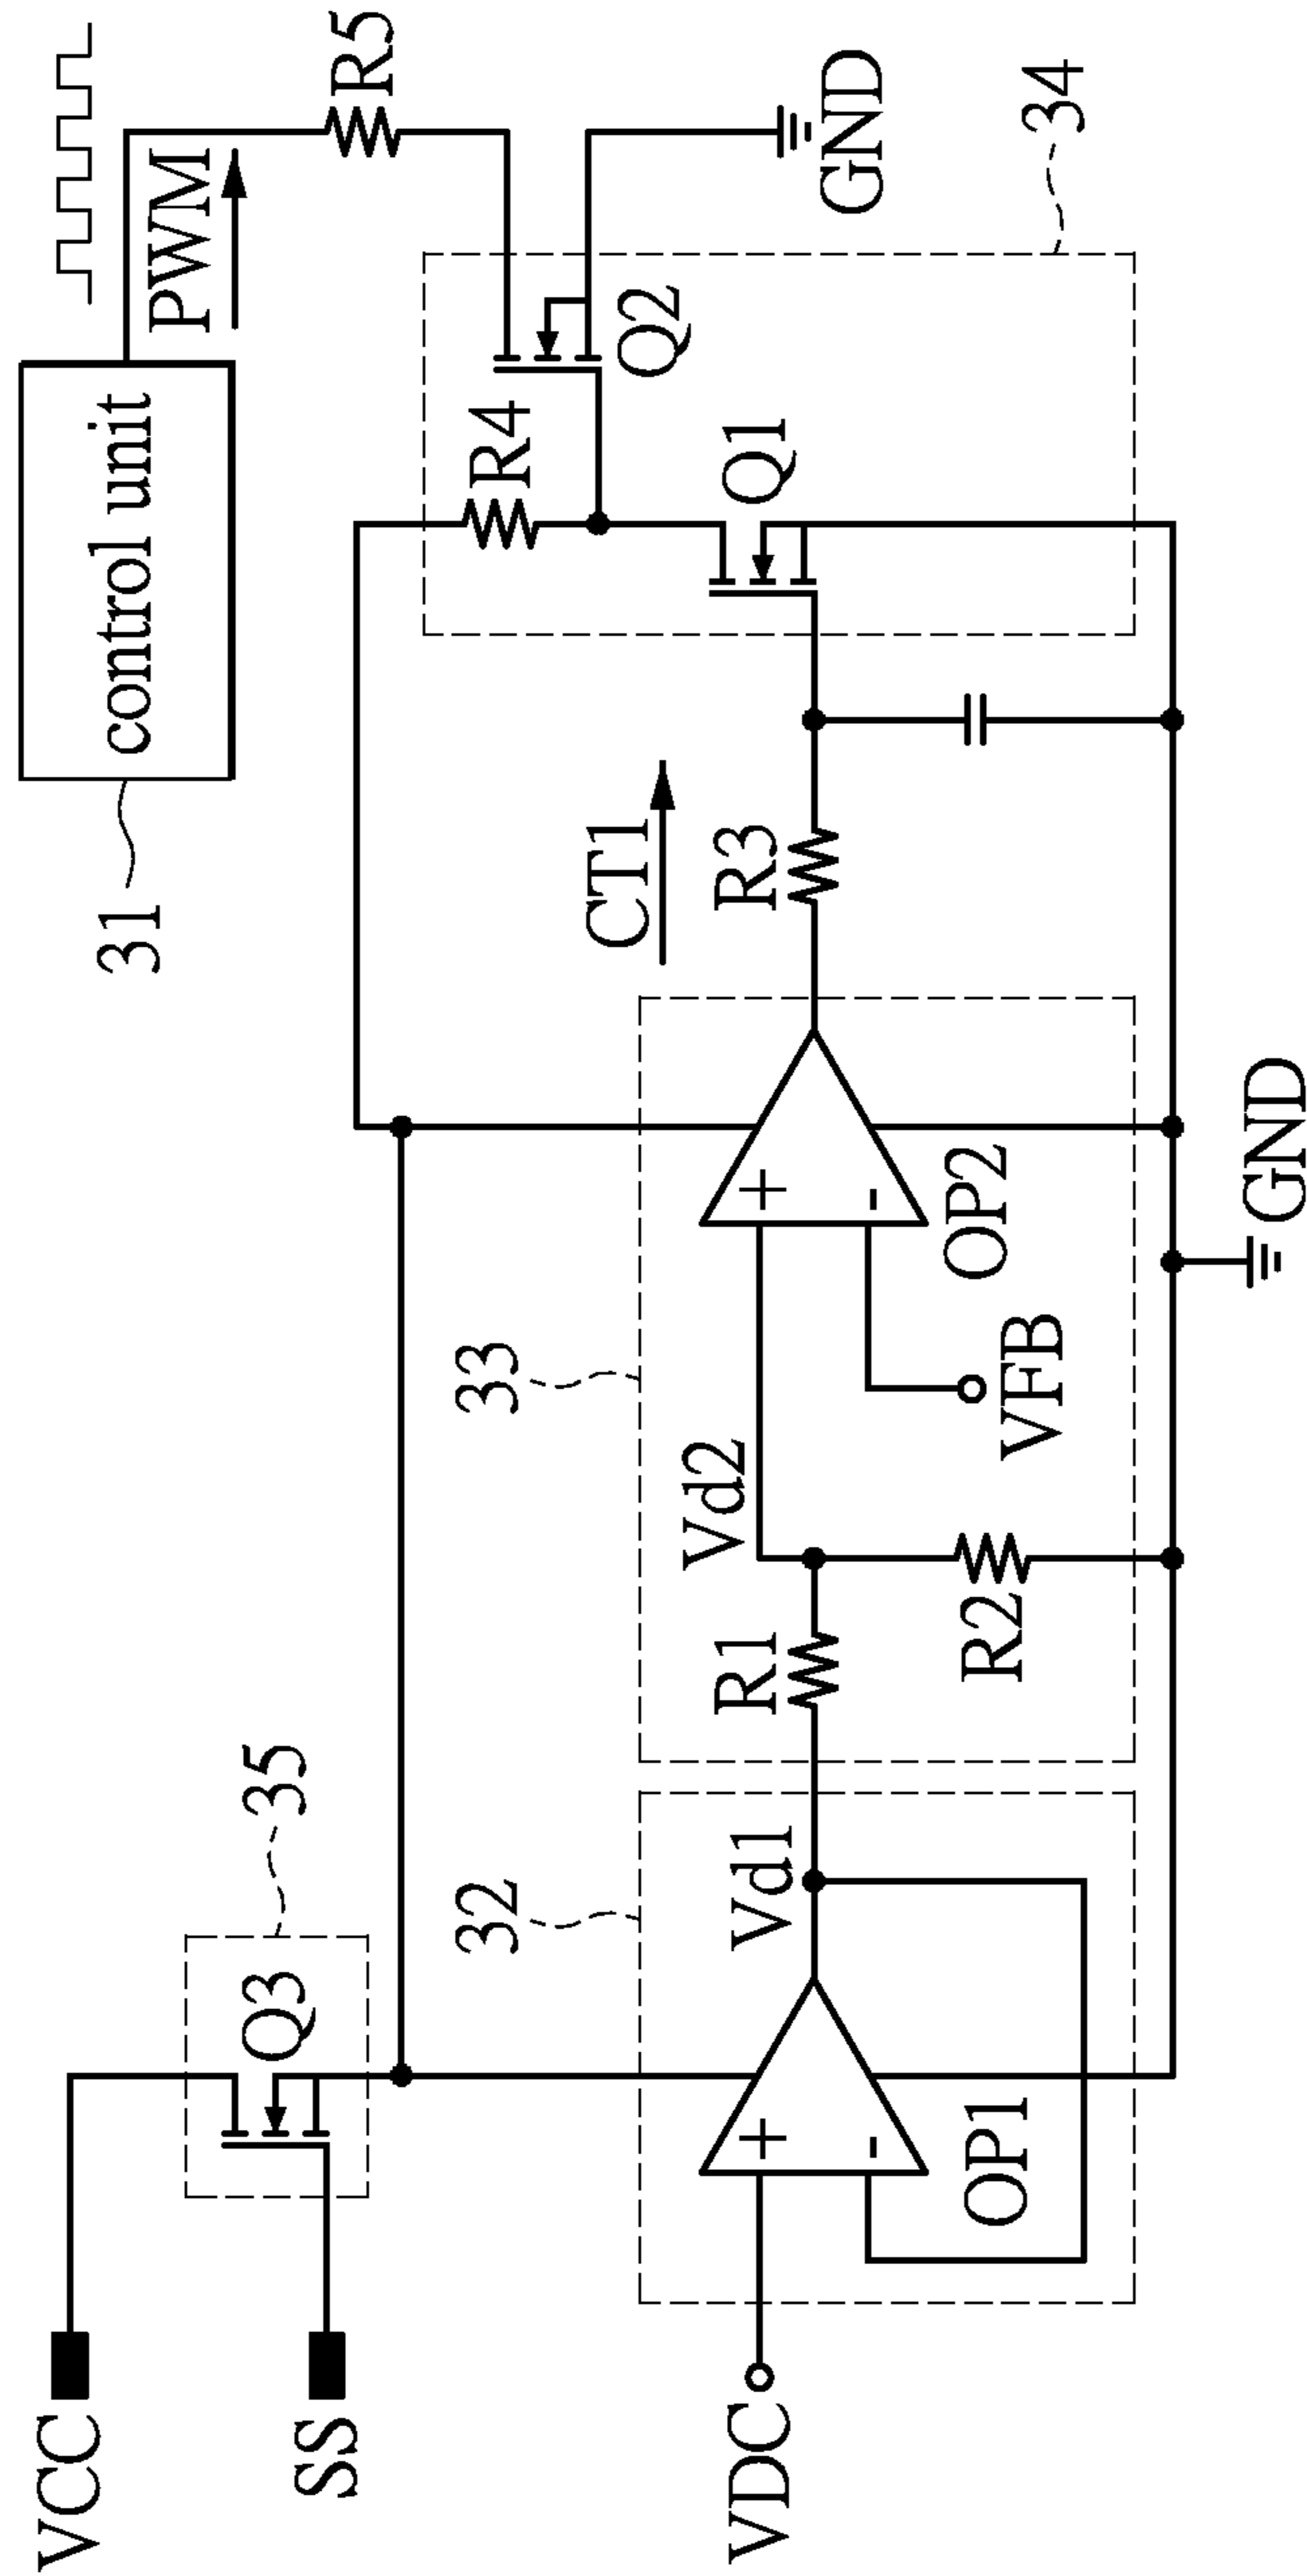 31
control unit
PWM
R5
VCC
Q3
35
SS
R4
Q2
GND
34
32
33
CT1
Q1
VDC
Vd1
R1
Vd2
R3
OP1
R2
VFB
OP2
GND